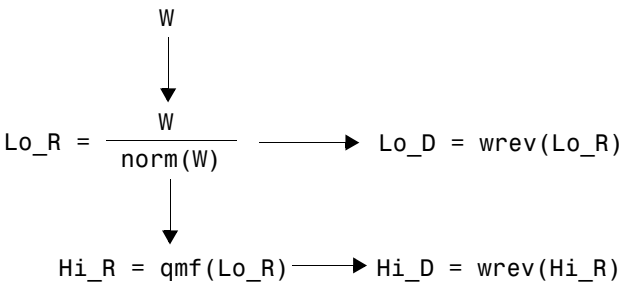 W
W
Lo_R = ――― Lo_D = wrev(Lo_R)
norm(W)
Hi_R = qmf(Lo_R) Hi_D = wrev(Hi_R)